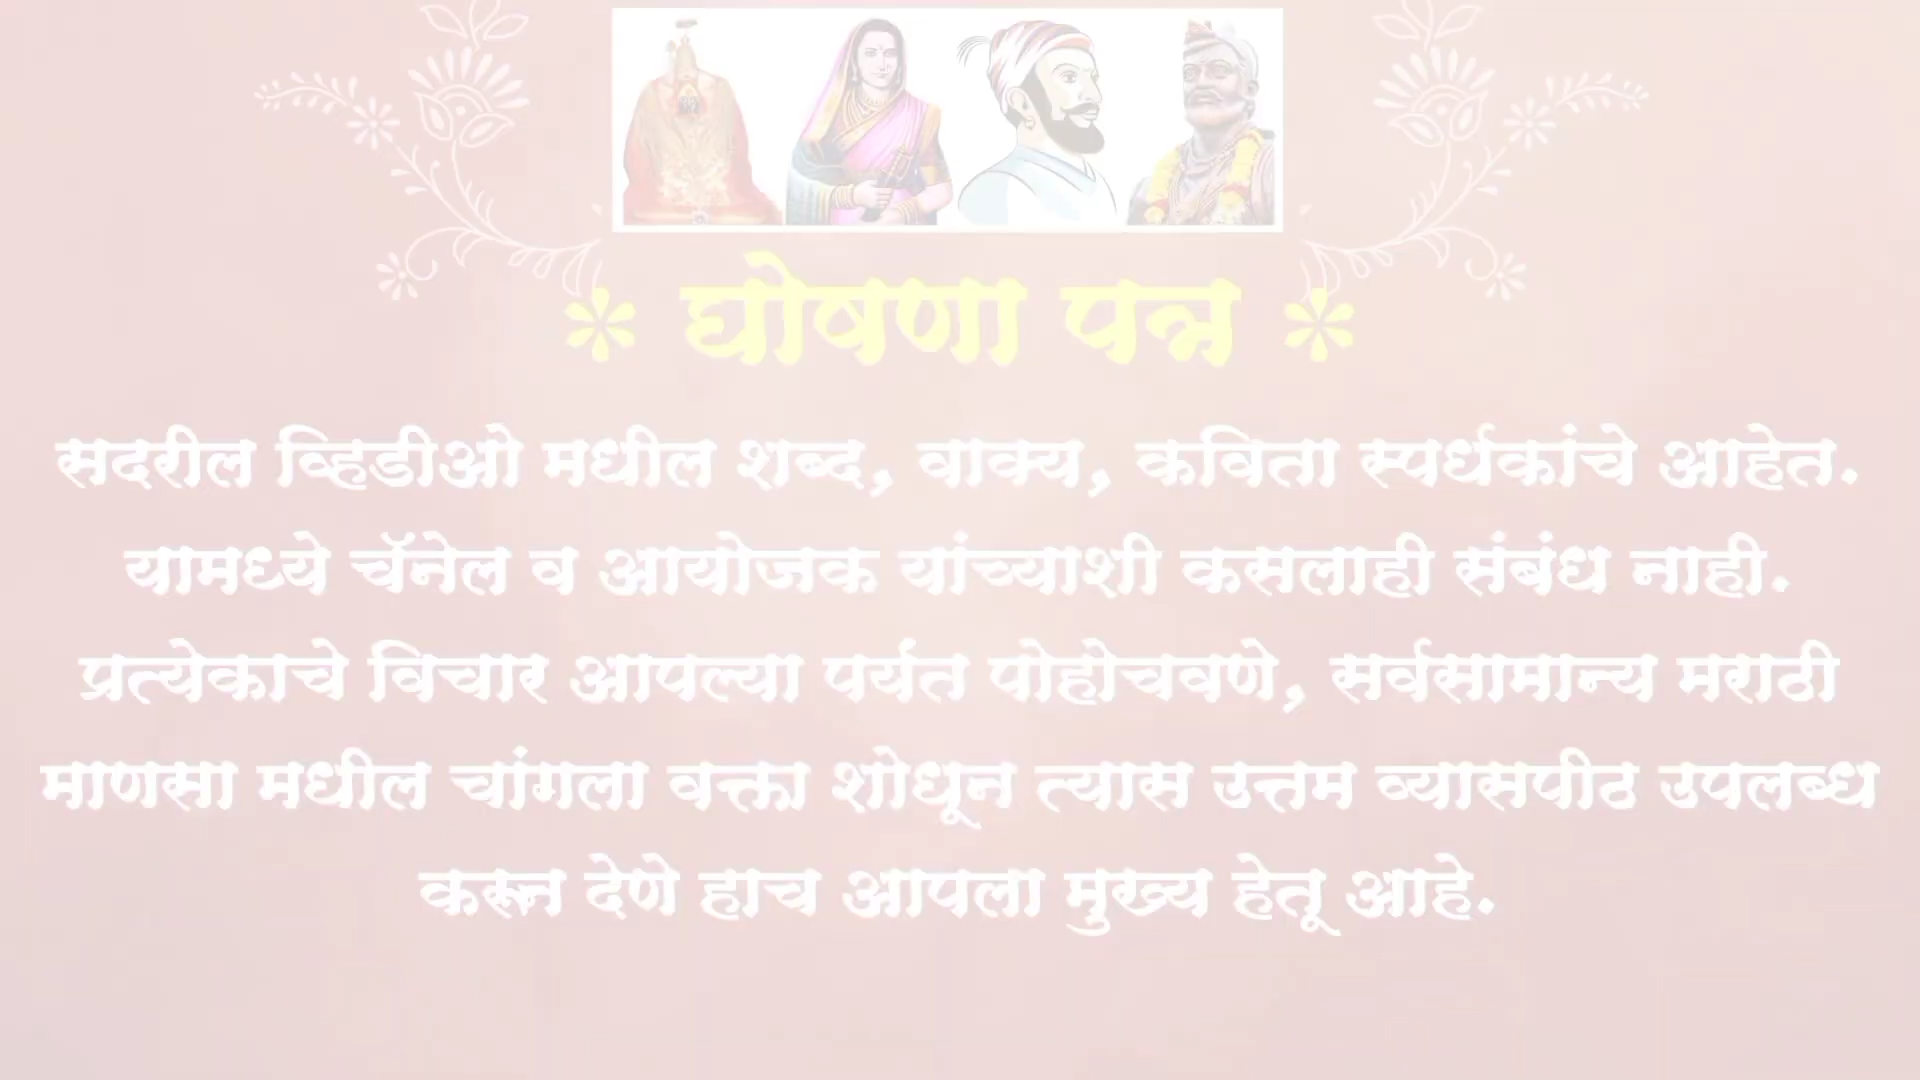 * घोषणा पत्र *
सदरील व्हिडीओ मधील शब्द, वाक्य, कविता स्पर्धकांचे आहेत.
यामध्ये चॅनेल व आयोजक यांच्याशी कसलाही संबंध नाही.
प्रत्येकाचे विचार आपल्या पर्यंत पोहोचवणे, सर्वसामान्य मराठी
माणसा मधील चांगला वक्ता शोधून त्यास उत्तम व्यासपीठ उपलब्ध
करून देणे हाच आपला मुख्य हेतू आहे.